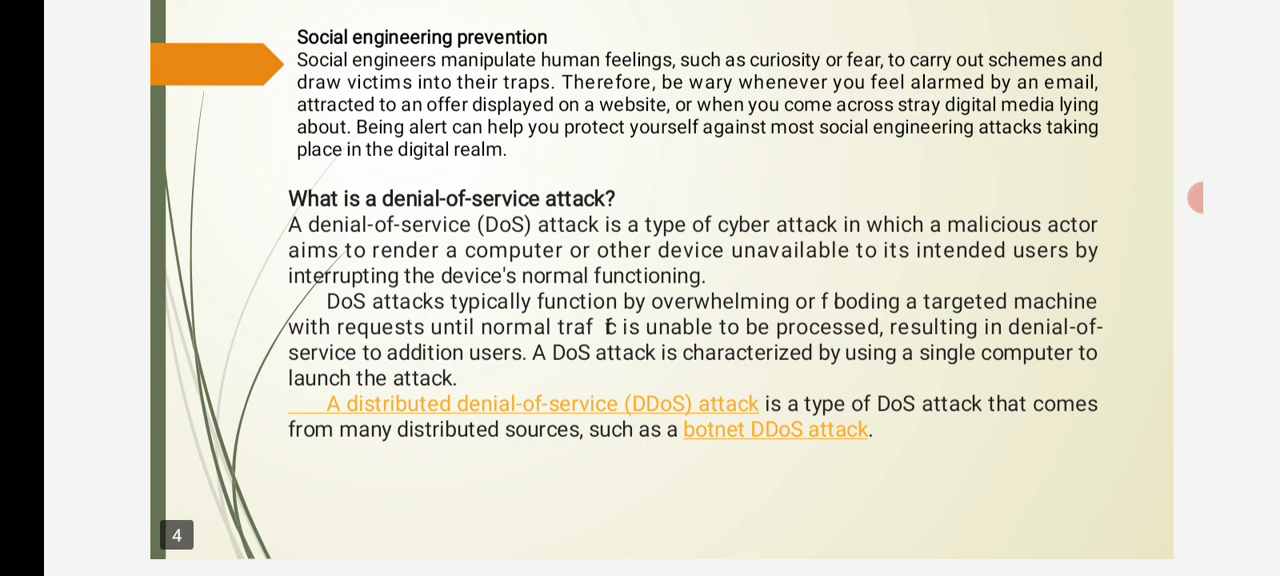 Social engineering prevention
Social engineers manipulate human feelings, such as curiosity or fear, to carry out schemes and
draw victims into their traps. Therefore, be wary whenever you feel alarmed by an email,
attracted to an offer displayed on a website, or when you come across stray digital media lying
about. Being alert can help you protect yourself against most social engineering attacks taking
place in the digital realm.
What is a denial-of-service attack?
A denial-of-service (DoS) attack is a type of cyber attack in which a malicious actor
aims to render a computer or other device unavailable to its intended users by
interrupting the device's normal functioning.
DoS attacks typically function by overwhelming or f boding a targeted machine
with requests until normal traf is unable to be processed, resulting in denial-of-
service to addition users. A DoS attack is characterized by using a single computer to
launch the attack.
A distributed denial-of-service (DDoS) attack is a type of DoS attack that comes
from many distributed sources, such as a botnet DDoS attack.
4